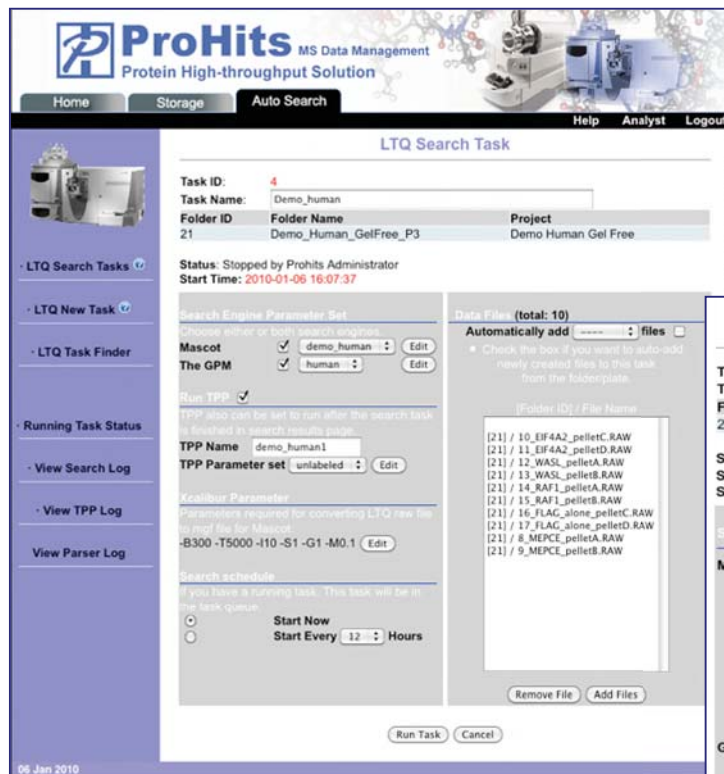 ProHits MS Data Management
Protein High-throughput Solution
Home Storage Auto Search
Help Analyst Logout
LTQ Search Task
Task ID: 4
Task Name: Demo_human
Folder ID Folder Name Project
21 Demo_Human_GelFree_P3 Demo Human Gel Free
Status: Stopped by Prohits Administrator
Start Time: 2010-01-06 16:07:37
· LTQ Search Tasks
· LTQ New Task
· LTQ Task Finder
· Running Task Status
· View Search Log
· View TPP Log
View Parser Log
Search Engine Parameter Set
Choose either or both search engines.
Mascot demo_human Edit
The GPM human Edit
Run TPP
TPP also can be set to run after the search task
is finished in search results page.
TPP Name demo_human1
TPP Parameter set unlabeled Edit
Xcalibur Parameter
Parameters required for converting LTQ raw file
to mgf file for Mascot:
-B300 -T5000 -I10 -S1 -G1 -M0.1 Edit
Search schedule
If you have a running task. This task will be in
the task queue.
Start Now
Start Every 12 Hours
Data Files (total: 10)
Automatically add ---- files
Check the box if you want to auto-add
newly created files to this task
from the folder/plate.
[Folder ID] / File Name
[21] / 10_EIF4A2_pelletC.RAW
[21] / 11_EIF4A2_pelletD.RAW
[21] / 12_WASL_pelletA.RAW
[21] / 13_WASL_pelletB.RAW
[21] / 14_RAF1_pelletA.RAW
[21] / 15_RAF1_pelletB.RAW
[21] / 16_FLAG_alone_pelletC.RAW
[21] / 17_FLAG_alone_pelletD.RAW
[21] / 8_MEPCE_pelletA.RAW
[21] / 9_MEPCE_pelletB.RAW
Remove File Add Files
Run Task Cancel
06 Jan 2010
T
T
F
2
S
S
S
S
M
G